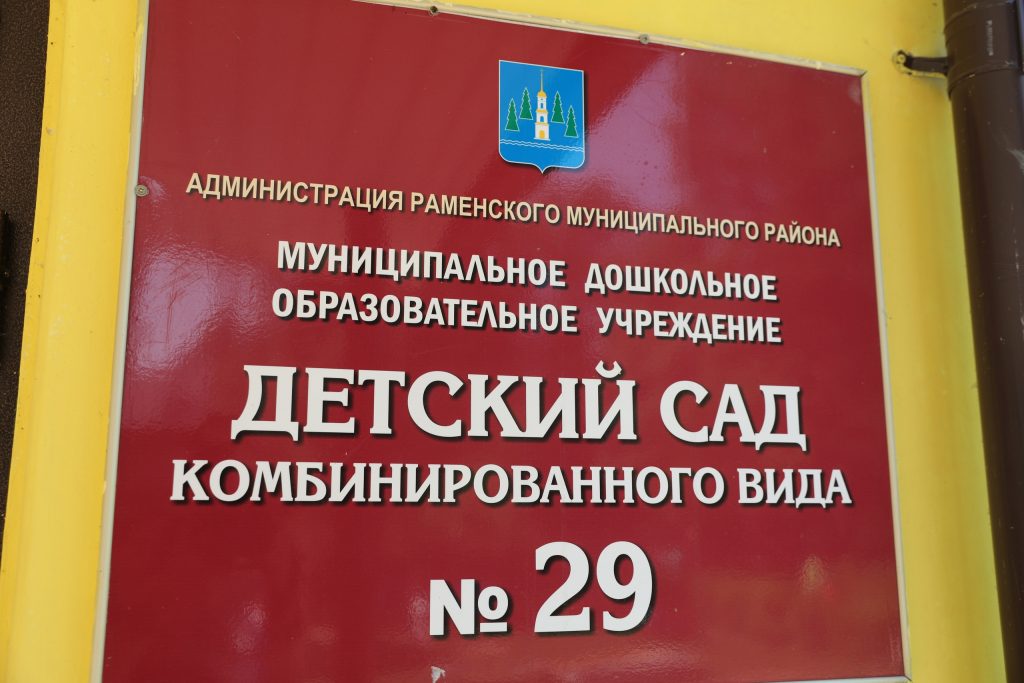 АДМИНИСТРАЦИЯ РАМЕНСКОГО МУНИЦИПАЛЬНОГО РАЙОНА
МУНИЦИПАЛЬНОЕ ДОШКОЛЬНОЕ
ОБРАЗОВАТЕЛЬНОЕ УЧРЕЖДЕНИЕ
ДЕТСКИЙ САД
КОМБИНИРОВАННОГО ВИДА
№ 29